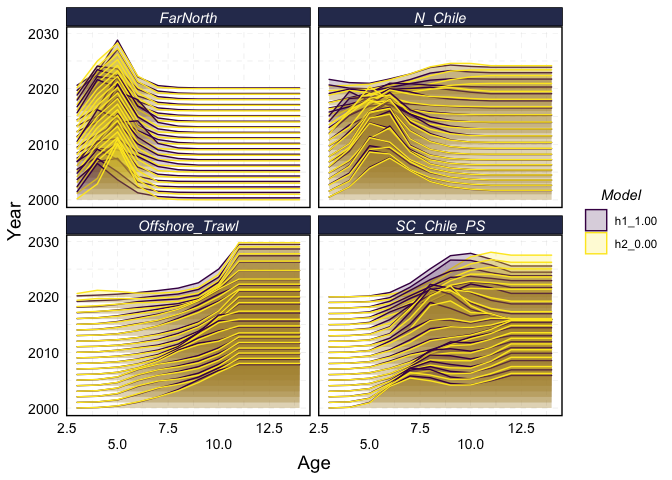 FarNorth N_Chile
2030
2020
2010
2000
Offshore_Trawl SC_Chile_PS
2030
2020
2010
2000
2.5 7.5 12.5 2.5 7.5 12.5
5.0 10.0 5.0 10.0
Age
Year
Model
h1_1.00
h2_0.00